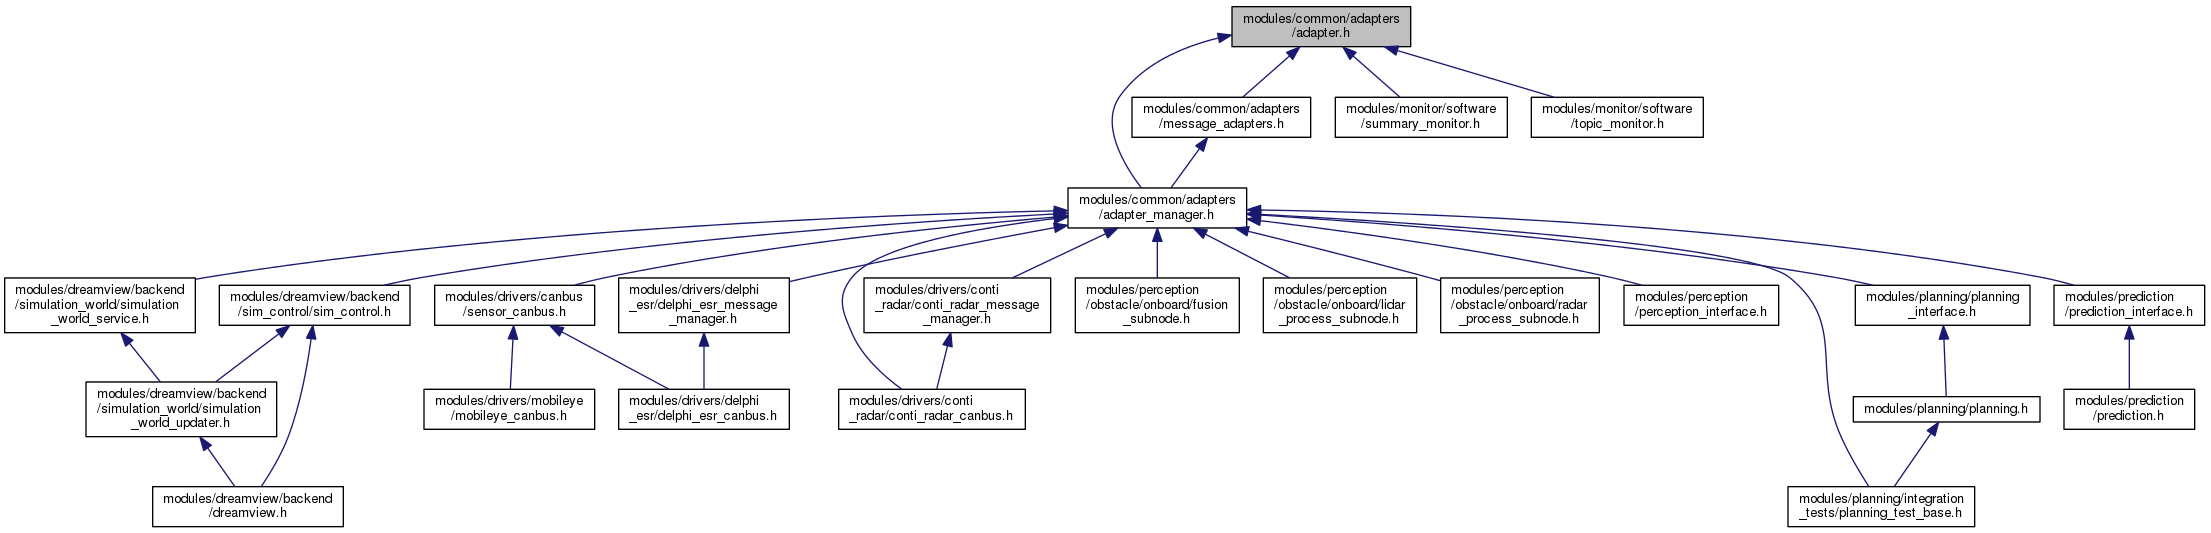 modules/common/adapters
/adapter.h
modules/common/adapters
/message_adapters.h
modules/monitor/software
/summary_monitor.h
modules/monitor/software
/topic_monitor.h
modules/common/adapters
/adapter_manager.h
modules/dreamview/backend
/simulation_world/simulation
_world_service.h
modules/dreamview/backend
/sim_control/sim_control.h
modules/drivers/canbus
/sensor_canbus.h
modules/drivers/delphi
_esr/delphi_esr_message
_manager.h
modules/drivers/conti
_radar/conti_radar_message
_manager.h
modules/perception
/obstacle/onboard/fusion
_subnode.h
modules/perception
/obstacle/onboard/lidar
_process_subnode.h
modules/perception
/obstacle/onboard/radar
_process_subnode.h
modules/perception
/perception_interface.h
modules/planning/planning
_interface.h
modules/prediction
/prediction_interface.h
modules/dreamview/backend
/simulation_world/simulation
_world_updater.h
modules/drivers/mobileye
/mobileye_canbus.h
modules/drivers/delphi
_esr/delphi_esr_canbus.h
modules/drivers/conti
_radar/conti_radar_canbus.h
modules/planning/planning.h
modules/prediction
/prediction.h
modules/dreamview/backend
/dreamview.h
modules/planning/integration
_tests/planning_test_base.h